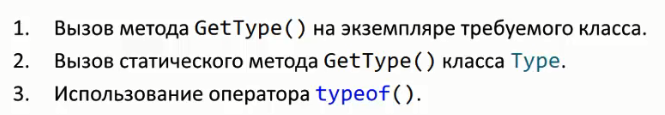 1. Вызов метода GetType() на экземпляре требуемого класса.
2. Вызов статического метода GetType() класса Type.
3. Использование оператора typeof().